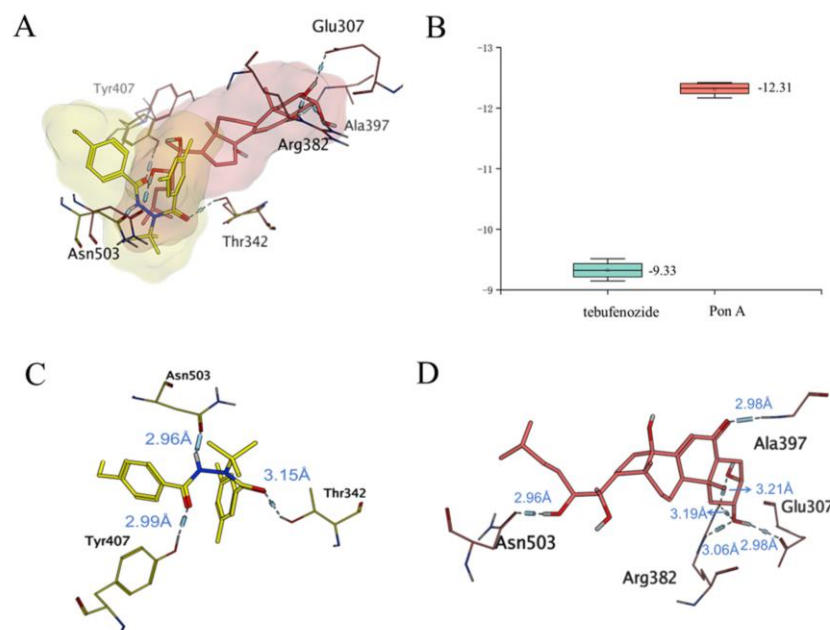 A
Glu307
Tyr407
Ala397
Arg382
Asn503
Thr342
B
-13
-12
-11
-10
-9
-12.31
-9.33
tebufenozide
Pon A
C
Asn503
2.96Å
3.15Å
Thr342
2.99Å
Tyr407
D
2.98Å
Ala397
3.21Å
Glu307
2.96Å
3.19Å
Asn503
3.06Å
2.98Å
Arg382